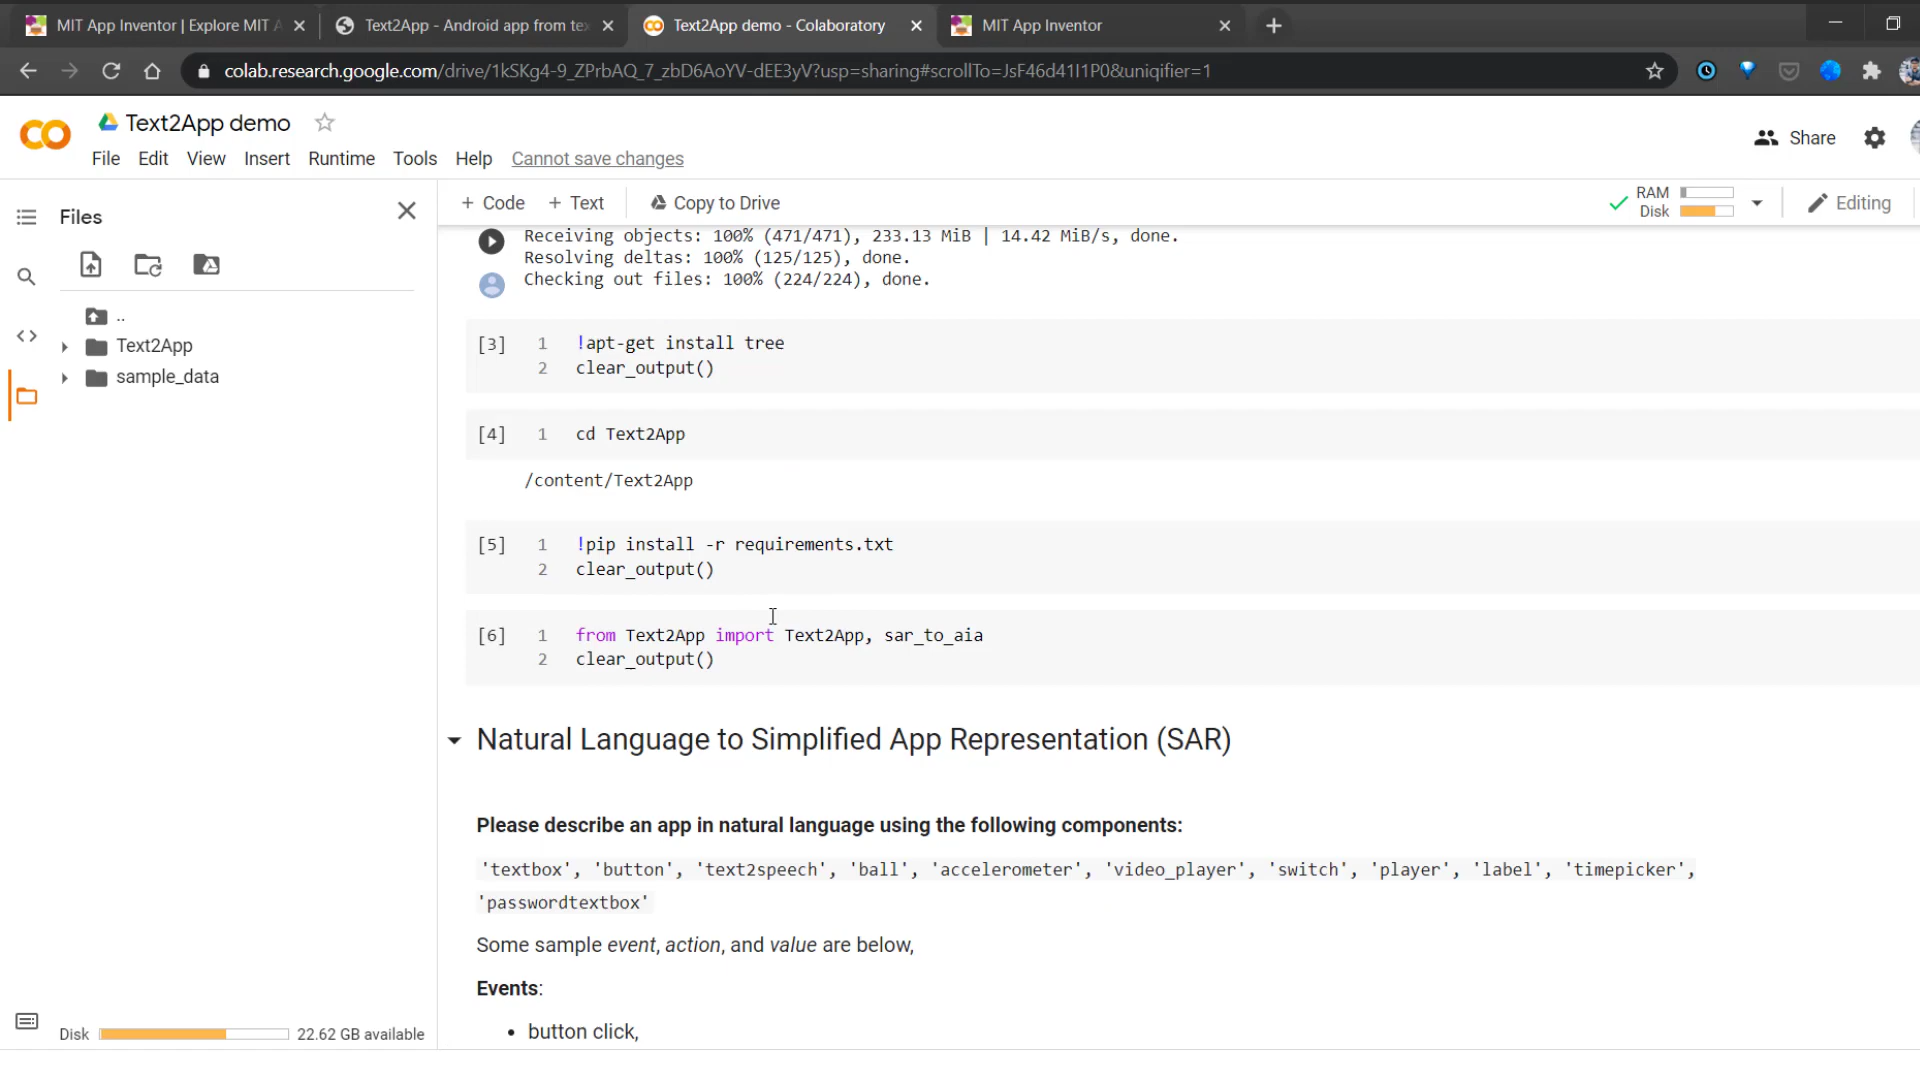 MIT App Inventor | Explore MIT A
Text2App - Android app from te
Text2App demo - Colaboratory
MIT App Inventor
colab.research.google.com/drive/1kSKg4-9_ZPrbAQ_7_zbD6AoYV-dEE3yV?usp=sharing#scrollTo=JsF46d41I1P0&uniqifier=1
Text2App demo
File Edit View Insert Runtime Tools Help Cannot save changes
Share
Files
+ Code + Text Copy to Drive
RAM
Disk
Editing
..
Text2App
sample_data
Receiving objects: 100% (471/471), 233.13 MiB | 14.42 MiB/s, done.
Resolving deltas: 100% (125/125), done.
Checking out files: 100% (224/224), done.
[3] 1 !apt-get install tree
2 clear_output()
[4] 1 cd Text2App
/content/Text2App
[5] 1 !pip install -r requirements.txt
2 clear_output()
[6] 1 from Text2App import Text2App, sar_to_aia
2 clear_output()
Natural Language to Simplified App Representation (SAR)
Please describe an app in natural language using the following components:
'textbox', 'button', 'text2speech', 'ball', 'accelerometer', 'video_player', 'switch', 'player', 'label', 'timepicker',
'passwordtextbox'
Some sample event, action, and value are below,
Events:
• button click,
Disk 22.62 GB available